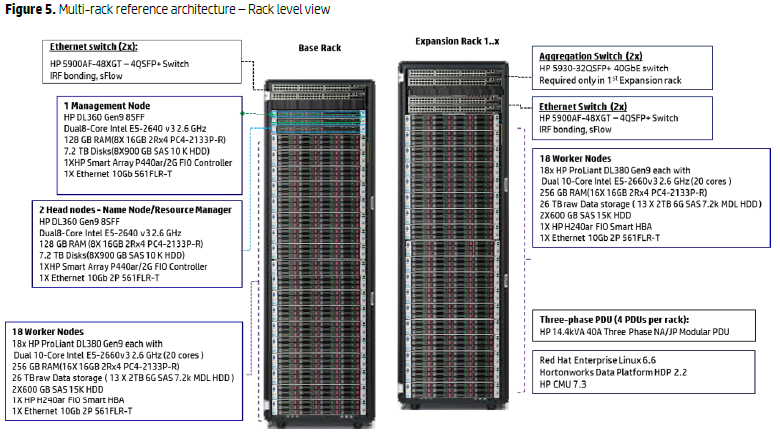 Figure 5. Multi-rack reference architecture – Rack level view
Ethernet switch (2x):
HP 5900AF-48XGT – 4QSFP+ Switch
IRF bonding, sFlow
Base Rack
Expansion Rack 1..x
Aggregation Switch (2x)
HP 5930-32QSFP+ 40GbE switch
Required only in 1st Expansion rack
Ethernet Switch (2x)
HP 5900AF-48XGT – 4QSFP+ Switch
IRF bonding, sFlow
1 Management Node
HP DL360 Gen9 8SFF
Dual8-Core Intel E5-2640 v3 2.6 GHz
128 GB RAM(8X 16GB 2Rx4 PC4-2133P-R)
7.2 TB Disks(8X900 GB SAS 10 K HDD)
1XHP Smart Array P440ar/2G FIO Controller
1X Ethernet 10Gb 561FLR-T
2 Head nodes – Name Node/Resource Manager
HP DL360 Gen9 8SFF
Dual8-Core Intel E5-2640 v3 2.6 GHz
128 GB RAM (8X 16GB 2Rx4 PC4-2133P-R)
7.2 TB Disks(8X900 GB SAS 10 K HDD)
1XHP Smart Array P440ar/2G FIO Controller
1X Ethernet 10Gb 2P 561FLR-T
18 Worker Nodes
18x HP ProLiant DL380 Gen9 each with
Dual 10-Core Intel E5-2660v3 2.6 GHz (20 cores )
256 GB RAM(16X 16GB 2Rx4 PC4-2133P-R)
26 TB raw Data storage ( 13 X 2TB 6G SAS 7.2k MDL HDD )
2X600 GB SAS 15K HDD
1X HP H240ar FIO Smart HBA
1X Ethernet 10Gb 2P 561FLR-T
18 Worker Nodes
18x HP ProLiant DL380 Gen9 each with
Dual 10-Core Intel E5-2660v3 2.6 GHz (20 cores )
256 GB RAM(16X 16GB 2Rx4 PC4-2133P-R)
26 TB raw Data storage ( 13 X 2TB 6G SAS 7.2k MDL HDD )
2X600 GB SAS 15K HDD
1X HP H240ar FIO Smart HBA
1X Ethernet 10Gb 2P 561FLR-T
Three-phase PDU (4 PDUs per rack):
HP 14.4kVA 40A Three Phase NA/JP Modular PDU
Red Hat Enterprise Linux 6.6
Hortonworks Data Platform HDP 2.2
HP CMU 7.3